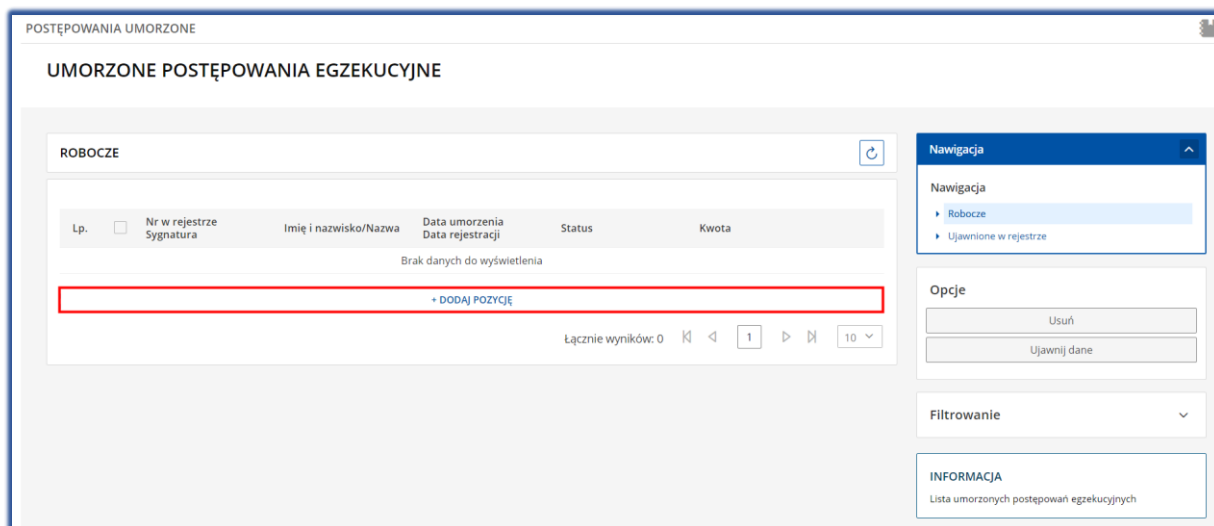 POSTĘPOWANIA UMORZONE
UMORZONE POSTĘPOWANIA EGZEKUCYJNE
ROBOCZE
Lp.
Nr w rejestrze
Sygnatura
Imię i nazwisko/Nazwa
Data umorzenia
Data rejestracji
Status
Kwota
Brak danych do wyświetlenia
+ DODAJ POZYCJĘ
Łącznie wyników: 0
1
10
Nawigacja
Nawigacja
Robocze
Ujawnione w rejestrze
Opcje
Usuń
Ujawnij dane
Filtrowanie
INFORMACJA
Lista umorzonych postępowań egzekucyjnych